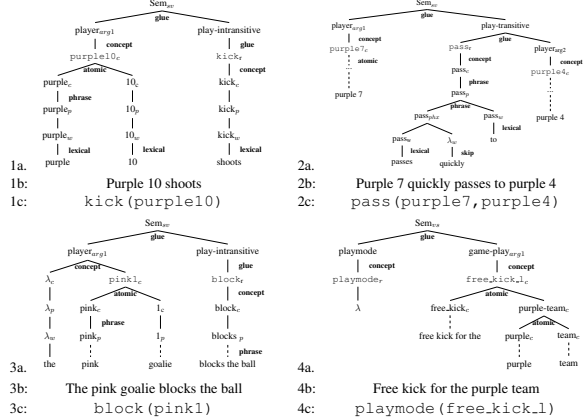 Sem_sv
glue
player_arg1 play-intransitive
concept glue
purple10_c kick_r
atomic concept
purple_c 10_c kick_c
phrase
purple_p 10_p kick_p
purple_w 10_w kick_w
lexical lexical lexical
purple 10 shoots
1a.
1b: Purple 10 shoots
1c: kick(purple10)
Sem_sv
glue
player_arg1 play-transitive
concept glue
purple7_c pass_r player_arg2
atomic concept concept
pass_c purple4_c
phrase
purple 7 pass_p purple 4
phrase
pass_phx pass_w
lexical
pass_w λ_w to
lexical skip
passes quickly
2a.
2b: Purple 7 quickly passes to purple 4
2c: pass(purple7,purple4)
Sem_sv
glue
player_arg1 play-intransitive
concept glue
λ_c pink1_c block_r
atomic concept
λ_p pink_c 1_c block_c
phrase
λ_w pink_p 1_p blocks_p
phrase
the pink goalie blocks the ball
3a.
3b: The pink goalie blocks the ball
3c: block(pink1)
Sem_vs
glue
playmode game-play_arg1
concept concept
playmode_r free_kick_l_c
atomic
λ free_kick_c purple-team_c
atomic
free kick for the purple_c team_c
purple team
4a.
4b: Free kick for the purple team
4c: playmode(free_kick_l)